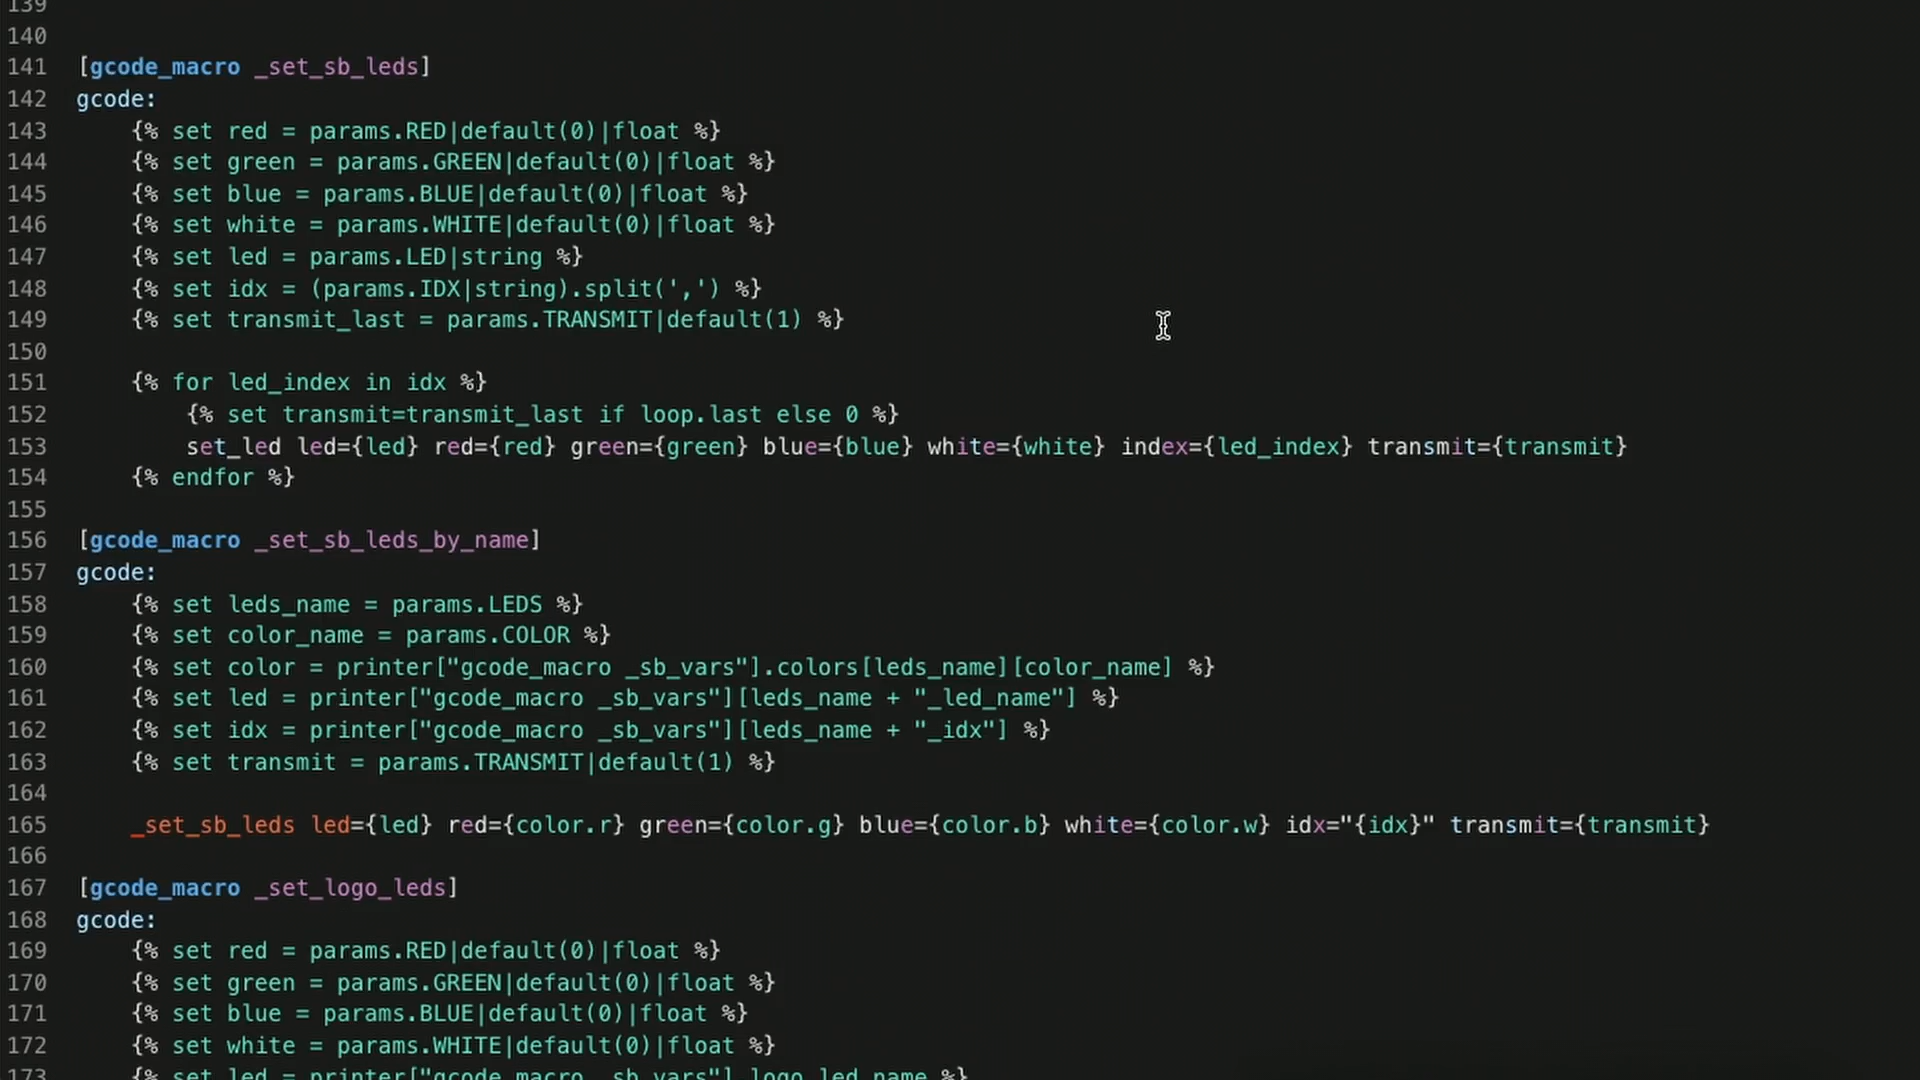 139
140
141 [gcode_macro _set_sb_leds]
142 gcode:
143     {% set red = params.RED|default(0)|float %}
144     {% set green = params.GREEN|default(0)|float %}
145     {% set blue = params.BLUE|default(0)|float %}
146     {% set white = params.WHITE|default(0)|float %}
147     {% set led = params.LED|string %}
148     {% set idx = (params.IDX|string).split(',') %}
149     {% set transmit_last = params.TRANSMIT|default(1) %}
150
151     {% for led_index in idx %}
152         {% set transmit=transmit_last if loop.last else 0 %}
153         set_led led={led} red={red} green={green} blue={blue} white={white} index={led_index} transmit={transmit}
154     {% endfor %}
155
156 [gcode_macro _set_sb_leds_by_name]
157 gcode:
158     {% set leds_name = params.LEDS %}
159     {% set color_name = params.COLOR %}
160     {% set color = printer["gcode_macro _sb_vars"].colors[leds_name][color_name] %}
161     {% set led = printer["gcode_macro _sb_vars"][leds_name + "_led_name"] %}
162     {% set idx = printer["gcode_macro _sb_vars"][leds_name + "_idx"] %}
163     {% set transmit = params.TRANSMIT|default(1) %}
164
165     _set_sb_leds led={led} red={color.r} green={color.g} blue={color.b} white={color.w} idx="{idx}" transmit={transmit}
166
167 [gcode_macro _set_logo_leds]
168 gcode:
169     {% set red = params.RED|default(0)|float %}
170     {% set green = params.GREEN|default(0)|float %}
171     {% set blue = params.BLUE|default(0)|float %}
172     {% set white = params.WHITE|default(0)|float %}
173     {% set led = printer["gcode_macro _sb_vars"].logo_led_name %}